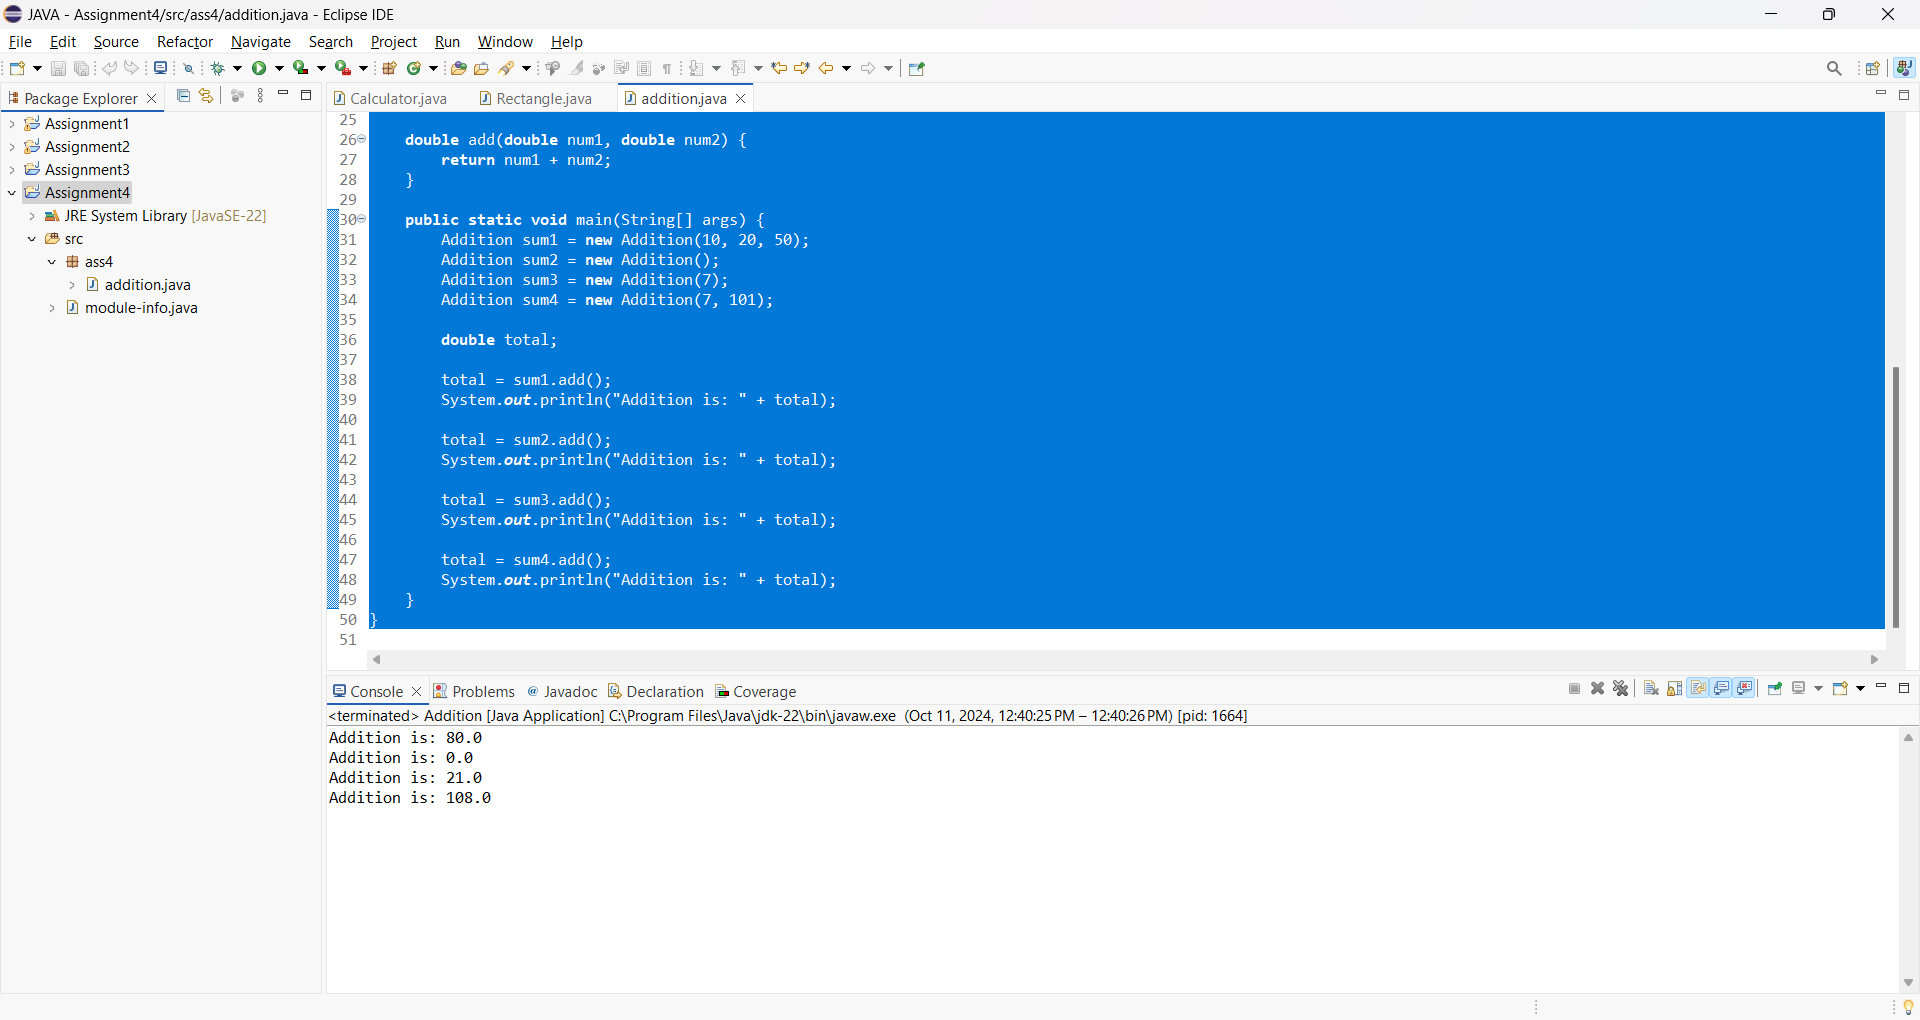 JAVA - Assignment4/src/ass4/addition.java - Eclipse IDE
File Edit Source Refactor Navigate Search Project Run Window Help
Package Explorer
Calculator.java Rectangle.java addition.java
Assignment1
Assignment2
Assignment3
Assignment4
JRE System Library [JavaSE-22]
src
ass4
addition.java
module-info.java
25
26 double add(double num1, double num2) {
27 return num1 + num2;
28 }
29
30 public static void main(String[] args) {
31 Addition sum1 = new Addition(10, 20, 50);
32 Addition sum2 = new Addition();
33 Addition sum3 = new Addition(7);
34 Addition sum4 = new Addition(7, 101);
35
36 double total;
37
38 total = sum1.add();
39 System.out.println("Addition is: " + total);
40
41 total = sum2.add();
42 System.out.println("Addition is: " + total);
43
44 total = sum3.add();
45 System.out.println("Addition is: " + total);
46
47 total = sum4.add();
48 System.out.println("Addition is: " + total);
49 }
50 }
51
Console Problems @ Javadoc Declaration Coverage
<terminated> Addition [Java Application] C:\Program Files\Java\jdk-22\bin\javaw.exe (Oct 11, 2024, 12:40:25 PM – 12:40:26 PM) [pid: 1664]
Addition is: 80.0
Addition is: 0.0
Addition is: 21.0
Addition is: 108.0